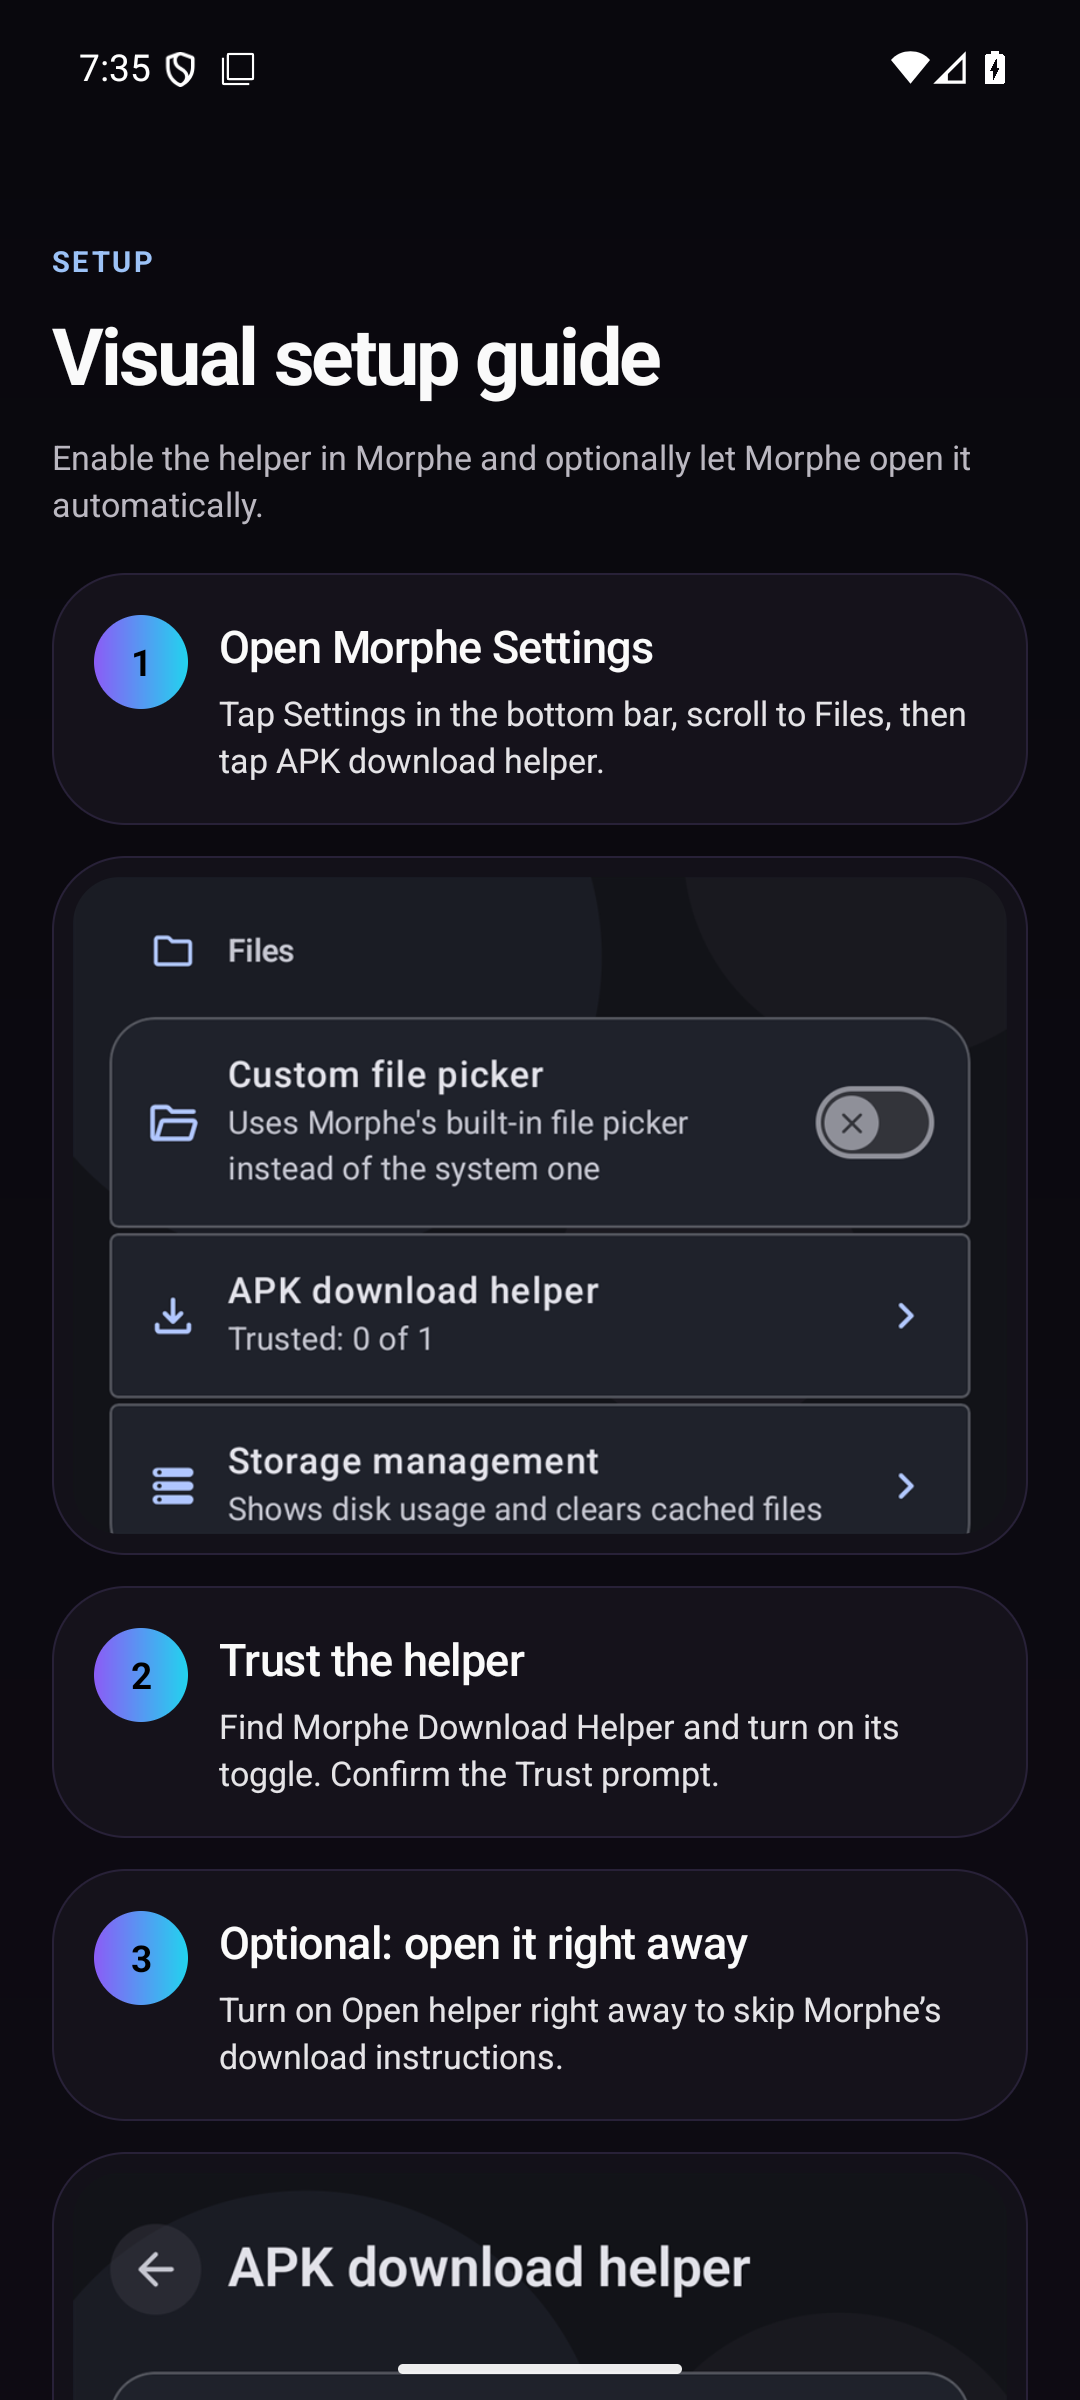 7:35
SETUP
Visual setup guide
Enable the helper in Morphe and optionally let Morphe open it
automatically.
1
Open Morphe Settings
Tap Settings in the bottom bar, scroll to Files, then
tap APK download helper.
Files
Custom file picker
Uses Morphe's built-in file picker
instead of the system one
APK download helper
Trusted: 0 of 1
Storage management
Shows disk usage and clears cached files
2
Trust the helper
Find Morphe Download Helper and turn on its
toggle. Confirm the Trust prompt.
3
Optional: open it right away
Turn on Open helper right away to skip Morphe’s
download instructions.
APK download helper